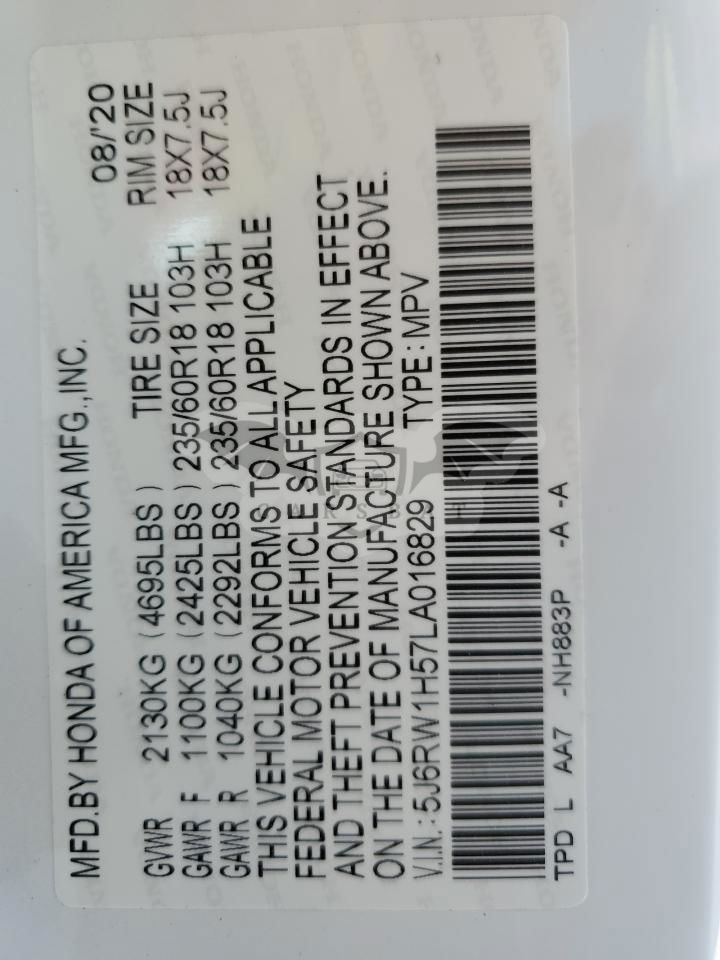 MFD.BY HONDA OF AMERICA MFG.,INC. 08/'20
GVWR 2130KG (4695LBS) TIRE SIZE RIM SIZE
GAWR F 1100KG (2425LBS) 235/60R18 103H 18X7.5J
GAWR R 1040KG (2292LBS) 235/60R18 103H 18X7.5J
THIS VEHICLE CONFORMS TO ALL APPLICABLE
FEDERAL MOTOR VEHICLE SAFETY
AND THEFT PREVENTION STANDARDS IN EFFECT
ON THE DATE OF MANUFACTURE SHOWN ABOVE.
V.I.N.: 5J6RW1H57LA016829 TYPE : MPV
TPD L AA7 -NH883P -A -A
HONDA